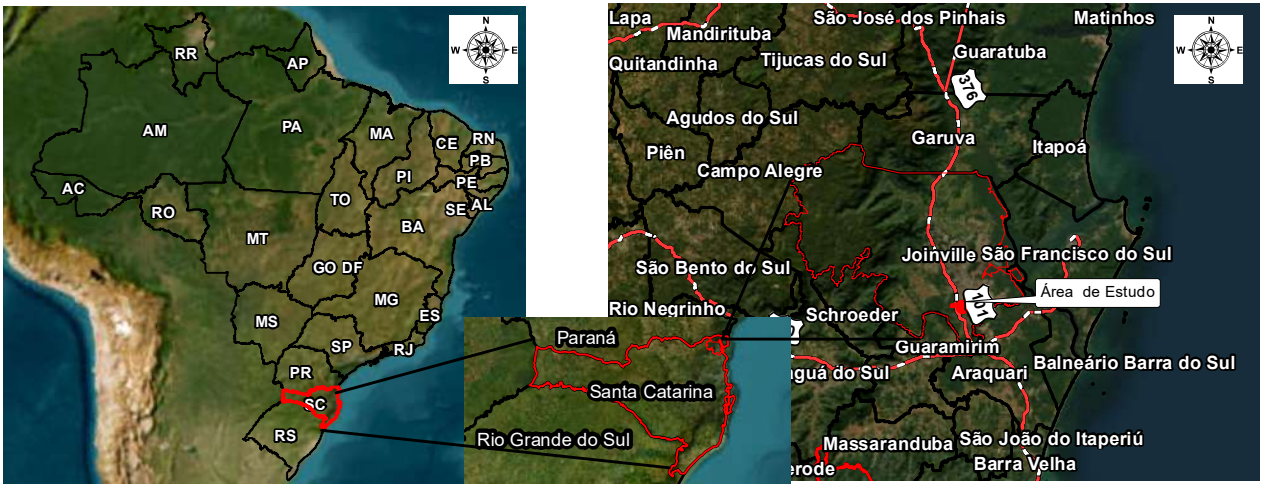 N
W E
S
RR
AP
AM
PA
MA
CE
RN
PB
PI
PE
AL
SE
AC
RO
TO
BA
MT
GO DF
MG
ES
MS
SP
RJ
PR
SC
RS
Paraná
Santa Catarina
Rio Grande do Sul
N
W E
S
Lapa
São José dos Pinhais
Matinhos
Mandirituba
Guaratuba
Quitandinha
Tijucas do Sul
376
Agudos do Sul
Garuva
Itapoá
Piên
Campo Alegre
Joinville
São Francisco do Sul
São Bento do Sul
Área de Estudo
101
Rio Negrinho
Schroeder
Guaramirim
Balneário Barra do Sul
aguá do Sul
Araquari
Massaranduba
São João do Itaperiú
erode
Barra Velha